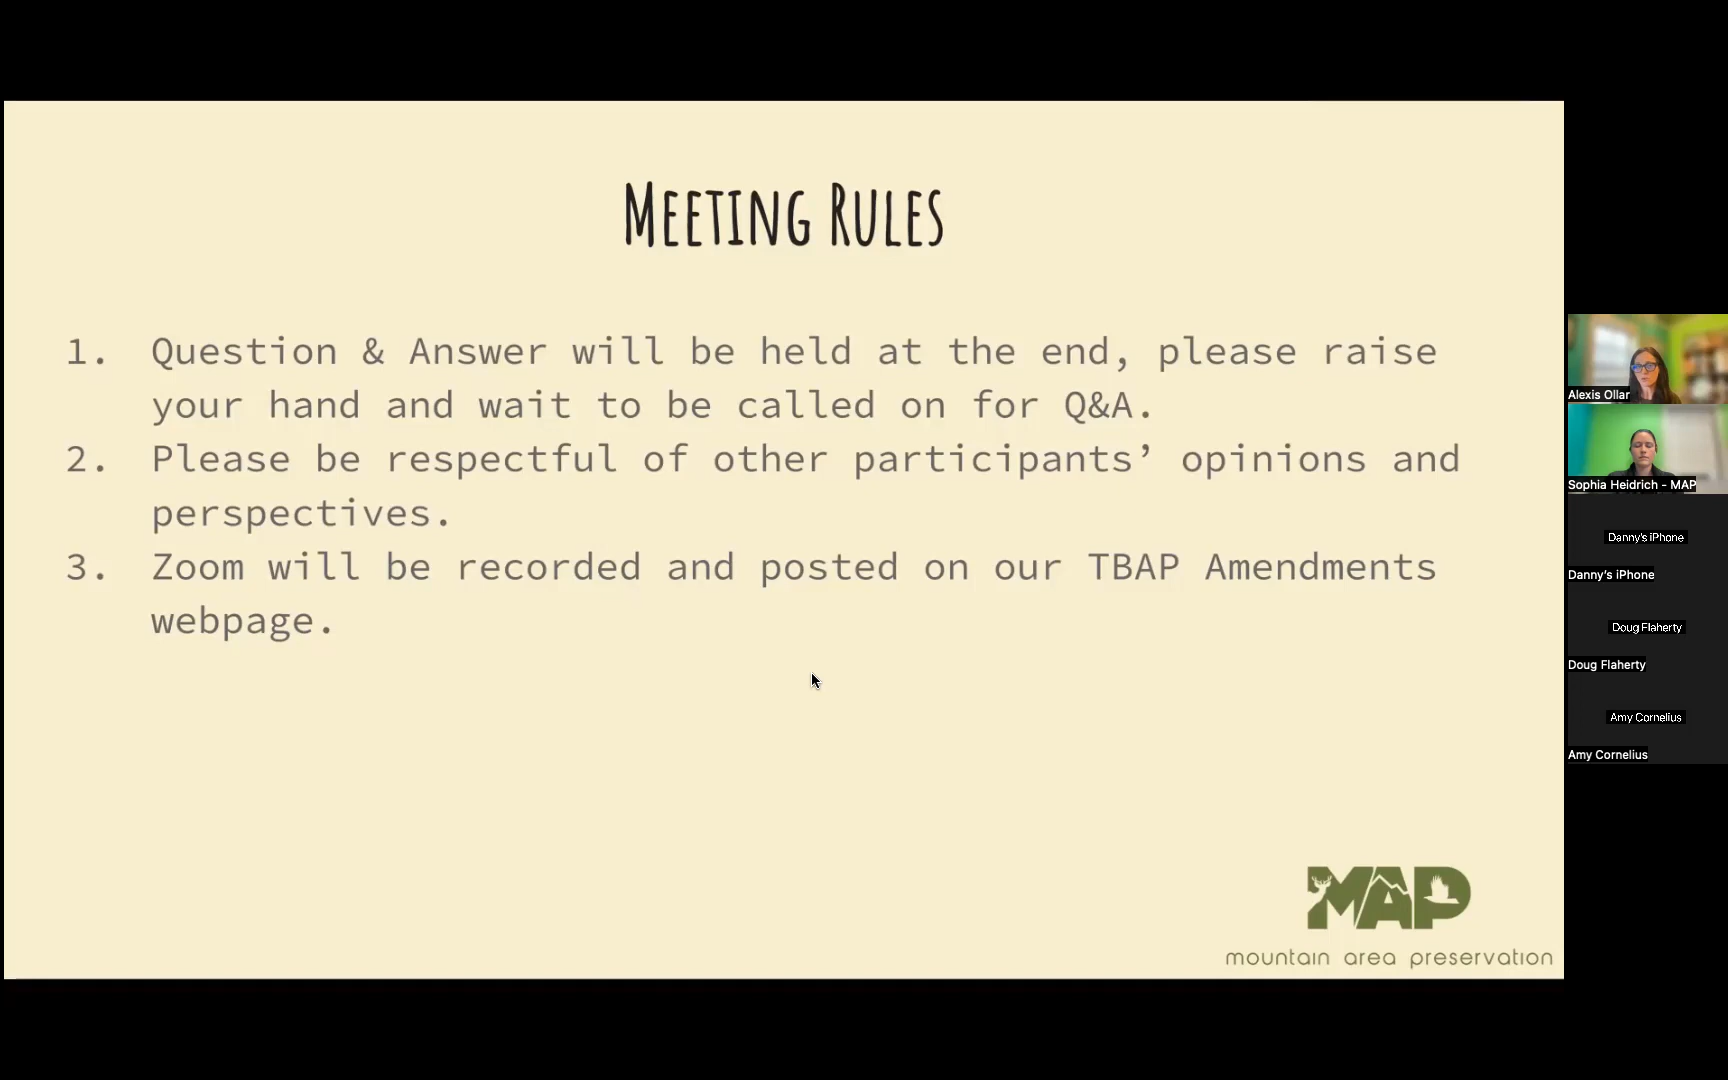 Meeting Rules
1. Question & Answer will be held at the end, please raise
your hand and wait to be called on for Q&A.
2. Please be respectful of other participants’ opinions and
perspectives.
3. Zoom will be recorded and posted on our TBAP Amendments
webpage.
MAP
mountain area preservation
Alexis Ollar
Sophia Heidrich - MAP
Danny's iPhone
Danny's iPhone
Doug Flaherty
Doug Flaherty
Amy Cornelius
Amy Cornelius